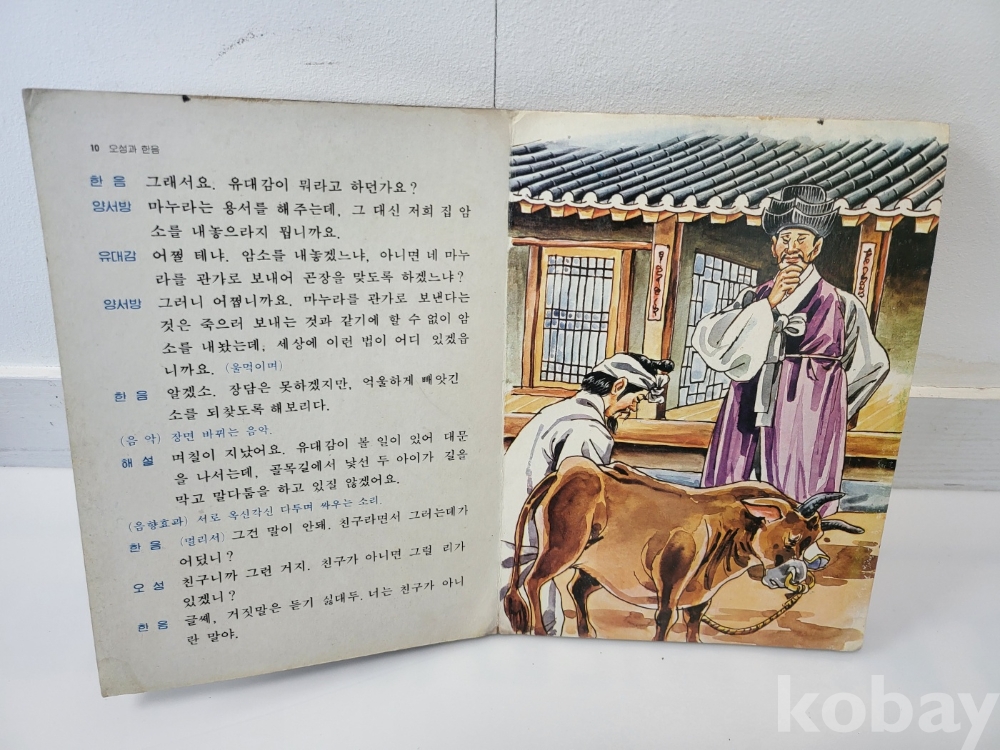 10 오성과 한음
한 음 그래서요. 유대감이 뭐라고 하던가요?
양서방 마누라는 용서를 해 주는데, 그 대신 저희 집 암
소를 내놓으라지 뭡니까요.
유대감 어쩔 테냐. 암소를 내놓겠느냐, 아니면 네 마누
라를 관가로 보내어 곤장을 맞도록 하겠느냐?
양서방 그러니 어쩝니까요. 마누라를 관가로 보낸다는
것은 죽으러 보내는 것과 같기에 할 수 없이 암
소를 내놨는데, 세상에 이런 법이 어디 있겠읍
니까요. (울먹이며)
한 음 알겠소. 장담은 못하겠지만, 억울하게 빼앗긴
소를 되찾도록 해보리다.
(음 악) 장면 바뀌는 음악.
해 설 며칠이 지났어요. 유대감이 볼 일이 있어 대문
을 나서는데, 골목길에서 낯선 두 아이가 길을
막고 말다툼을 하고 있질 않겠어요.
(음향효과) 서로 옥신각신 다투며 싸우는 소리.
한 음 (멀리서) 그건 말이 안돼. 친구라면서 그러는데가
어딨니?
오 성 친구니까 그런 거지. 친구가 아니면 그럴 리가
있겠니?
한 음 글쎄, 거짓말은 듣기 싫대두. 너는 친구가 아니
란 말야.
kobay